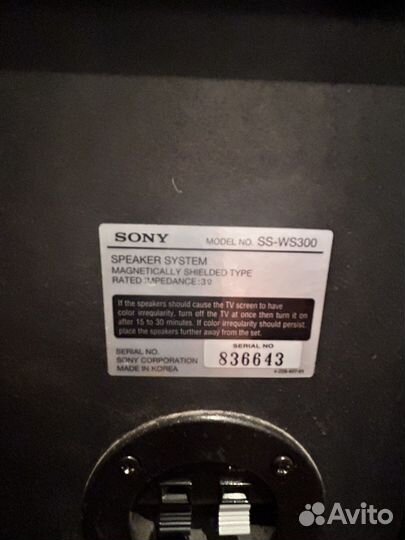 SONY MODEL NO. SS-WS300
SPEAKER SYSTEM
MAGNETICALLY SHIELDED TYPE
RATED IMPEDANCE:3Ω
If the speakers should cause the TV screen to have
color irregularity, turn off the TV at once then turn it on
after 15 to 30 minutes. If color irregularity should persist,
place the speakers further away from the set.
SERIAL NO.
SERIAL NO.
SONY CORPORATION 836643
MADE IN KOREA
Avito